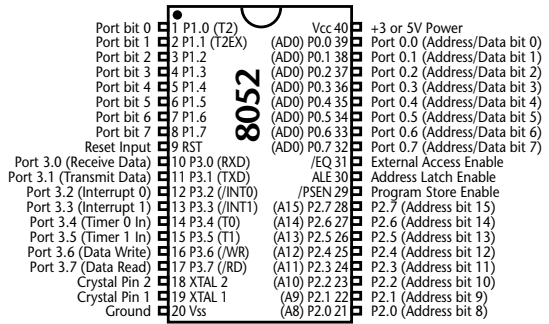 Port bit 0 1 P1.0 (T2) Vcc 40 +3 or 5V Power
Port bit 1 2 P1.1 (T2EX) (AD0) P0.0 39 Port 0.0 (Address/Data bit 0)
Port bit 2 3 P1.2 (AD0) P0.1 38 Port 0.1 (Address/Data bit 1)
Port bit 3 4 P1.3 (AD0) P0.2 37 Port 0.2 (Address/Data bit 2)
Port bit 4 5 P1.4 (AD0) P0.3 36 Port 0.3 (Address/Data bit 3)
Port bit 5 6 P1.5 (AD0) P0.4 35 Port 0.4 (Address/Data bit 4)
Port bit 6 7 P1.6 (AD0) P0.5 34 Port 0.5 (Address/Data bit 5)
Port bit 7 8 P1.7 (AD0) P0.6 33 Port 0.6 (Address/Data bit 6)
Reset Input 9 RST (AD0) P0.7 32 Port 0.7 (Address/Data bit 7)
Port 3.0 (Receive Data) 10 P3.0 (RXD) /EQ 31 External Access Enable
Port 3.1 (Transmit Data) 11 P3.1 (TXD) ALE 30 Address Latch Enable
Port 3.2 (Interrupt 0) 12 P3.2 (/INT0) /PSEN 29 Program Store Enable
Port 3.3 (Interrupt 1) 13 P3.3 (/INT1) (A15) P2.7 28 P2.7 (Address bit 15)
Port 3.4 (Timer 0 In) 14 P3.4 (T0) (A14) P2.6 27 P2.6 (Address bit 14)
Port 3.5 (Timer 1 In) 15 P3.5 (T1) (A13) P2.5 26 P2.5 (Address bit 13)
Port 3.6 (Data Write) 16 P3.6 (/WR) (A12) P2.4 25 P2.4 (Address bit 12)
Port 3.7 (Data Read) 17 P3.7 (/RD) (A11) P2.3 24 P2.3 (Address bit 11)
Crystal Pin 2 18 XTAL 2 (A10) P2.2 23 P2.2 (Address bit 10)
Crystal Pin 1 19 XTAL 1 (A9) P2.1 22 P2.1 (Address bit 9)
Ground 20 Vss (A8) P2.0 21 P2.0 (Address bit 8)
8052